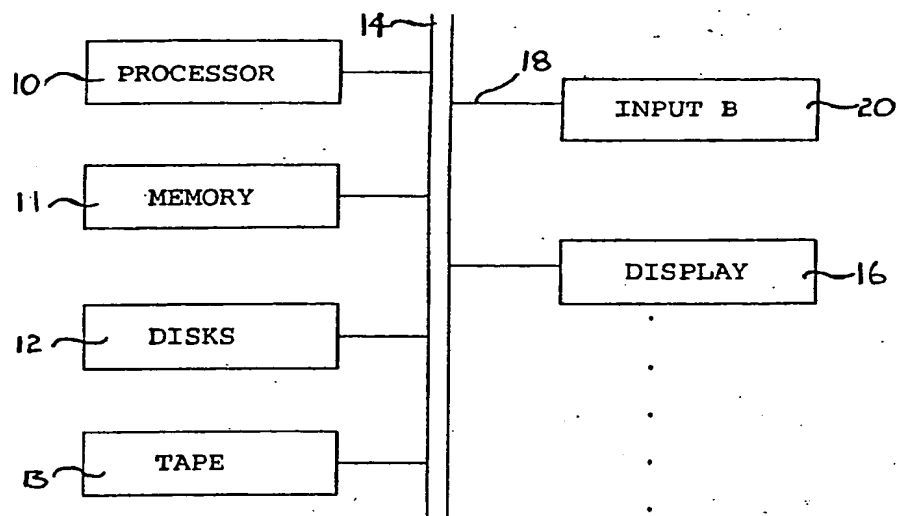 14
10 PROCESSOR
18
INPUT B 20
11 MEMORY
DISPLAY 16
12 DISKS
13 TAPE